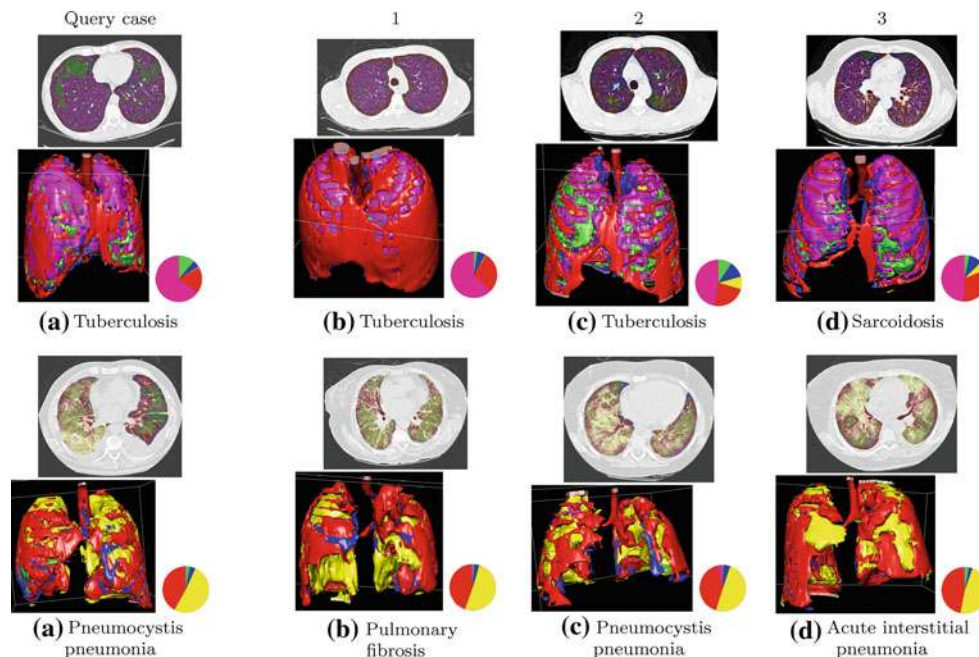 Query case
1
2
3
(a) Tuberculosis
(b) Tuberculosis
(c) Tuberculosis
(d) Sarcoidosis
(a) Pneumocystis
pneumonia
(b) Pulmonary
fibrosis
(c) Pneumocystis
pneumonia
(d) Acute interstitial
pneumonia